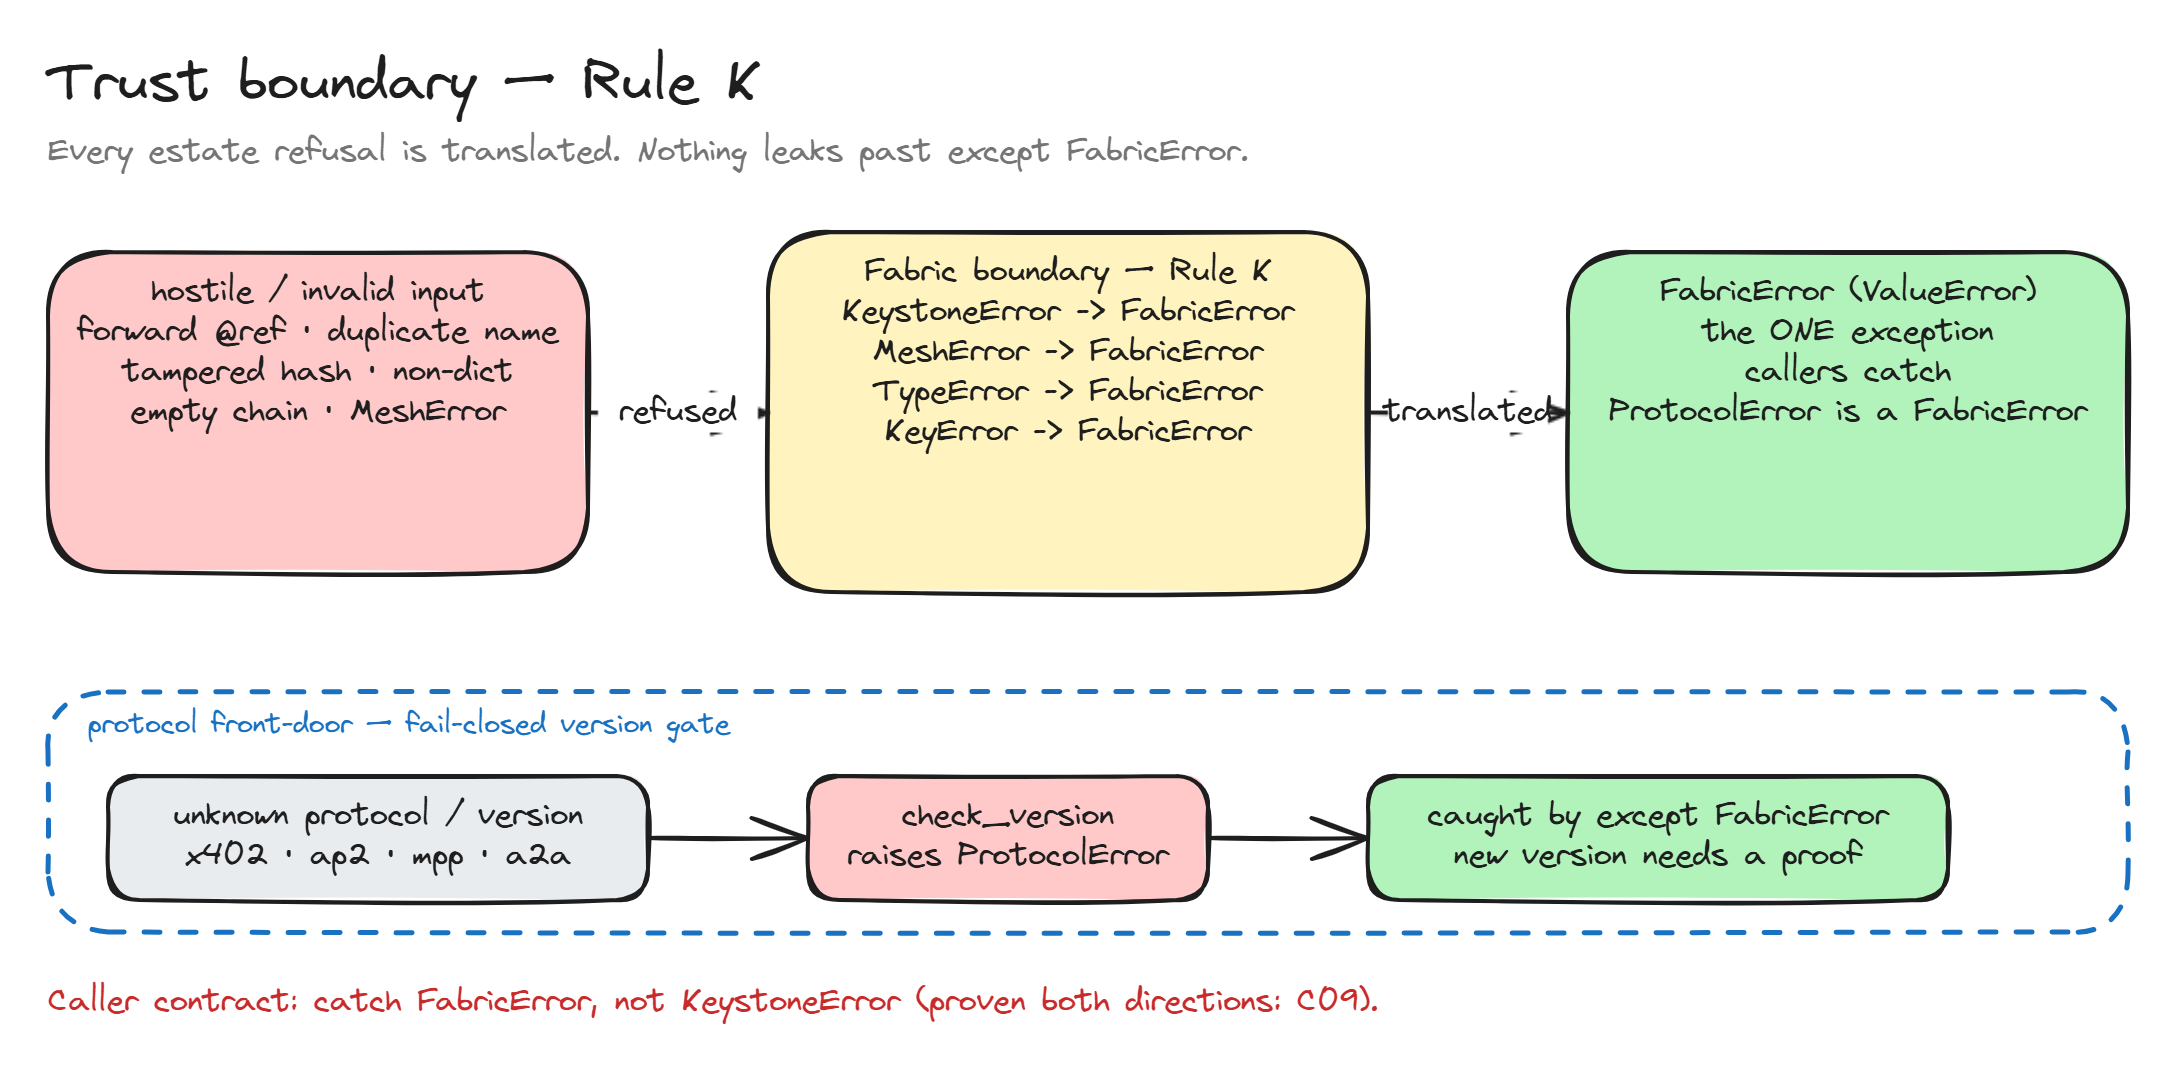 Trust boundary — Rule K
Every estate refusal is translated. Nothing leaks past except FabricError.
hostile / invalid input
forward @ref · duplicate name
tampered hash · non-dict
empty chain · MeshError
refused
Fabric boundary — Rule K
KeystoneError -> FabricError
MeshError -> FabricError
TypeError -> FabricError
KeyError -> FabricError
translated
FabricError (ValueError)
the ONE exception
callers catch
ProtocolError is a FabricError
protocol front-door — fail-closed version gate
unknown protocol / version
x402 · ap2 · mpp · a2a
check_version
raises ProtocolError
caught by except FabricError
new version needs a proof
Caller contract: catch FabricError, not KeystoneError (proven both directions: C09).